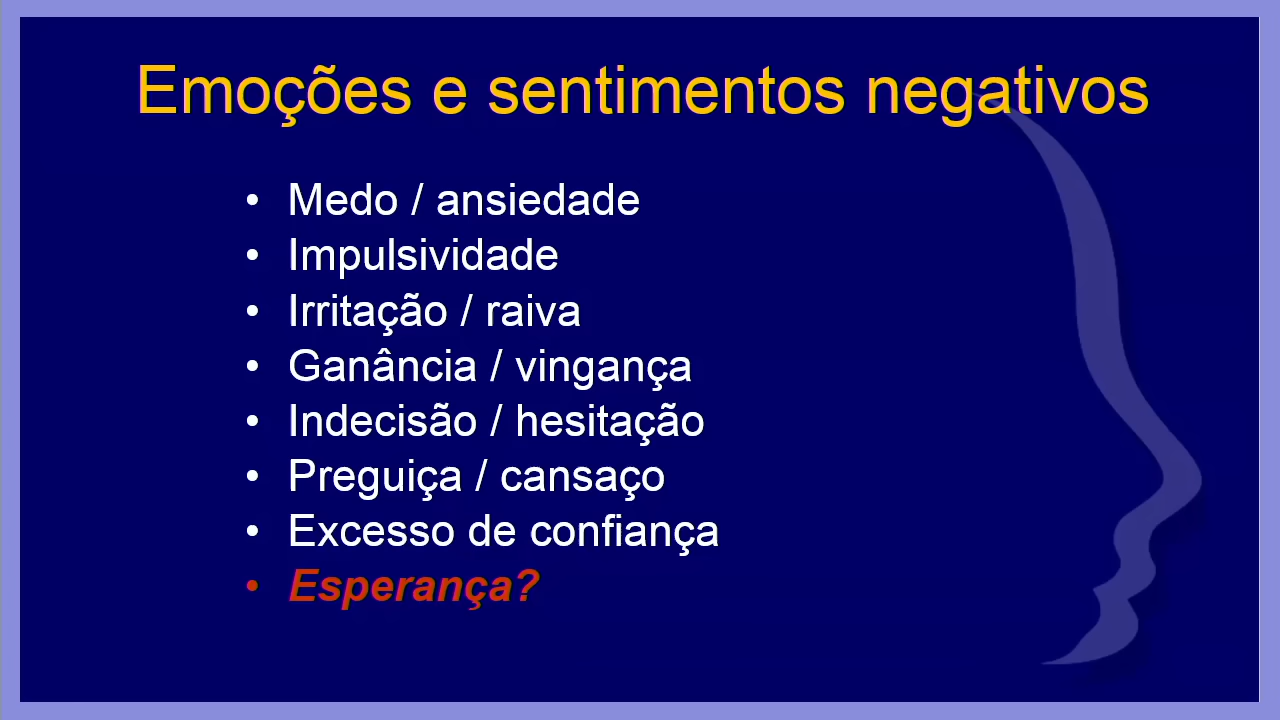 Emoções e sentimentos negativos
• Medo / ansiedade
• Impulsividade
• Irritação / raiva
• Ganância / vingança
• Indecisão / hesitação
• Preguiça / cansaço
• Excesso de confiança
• Esperança?